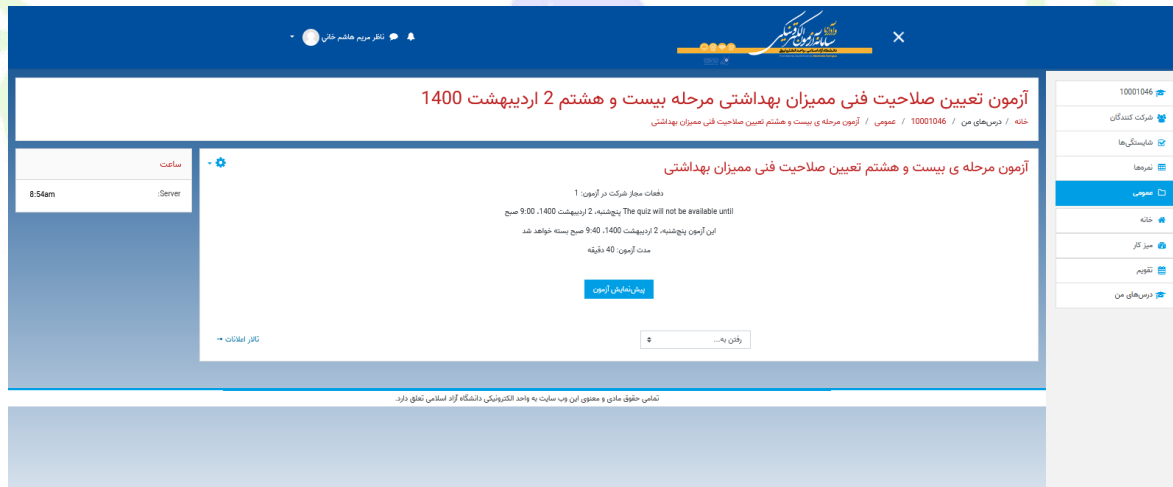 ناظر مریم هاشم خانی
سامانه آزمون الکترونیکی
آزمون تعیین صلاحیت فنی ممیزان بهداشتی مرحله بیست و هشتم 2 اردیبهشت 1400
خانه / درس‌های من / 10001046 / عمومی / آزمون مرحله ی بیست و هشتم تعیین صلاحیت فنی ممیزان بهداشتی
10001046
شرکت کنندگان
شایستگی‌ها
نمره‌ها
عمومی
خانه
میز کار
تقویم
درس‌های من
آزمون مرحله ی بیست و هشتم تعیین صلاحیت فنی ممیزان بهداشتی
دفعات مجاز شرکت در آزمون: 1
The quiz will not be available until پنج‌شنبه، 2 اردیبهشت 1400، 9:00 صبح
این آزمون پنج‌شنبه، 2 اردیبهشت 1400، 9:40 صبح بسته خواهد شد
مدت آزمون: 40 دقیقه
پیش‌نمایش آزمون
رفتن به...
تالار اعلانات →
ساعت
Server:
8:54am
تمامی حقوق مادی و معنوی این وب سایت به واحد الکترونیکی دانشگاه آزاد اسلامی تعلق دارد.